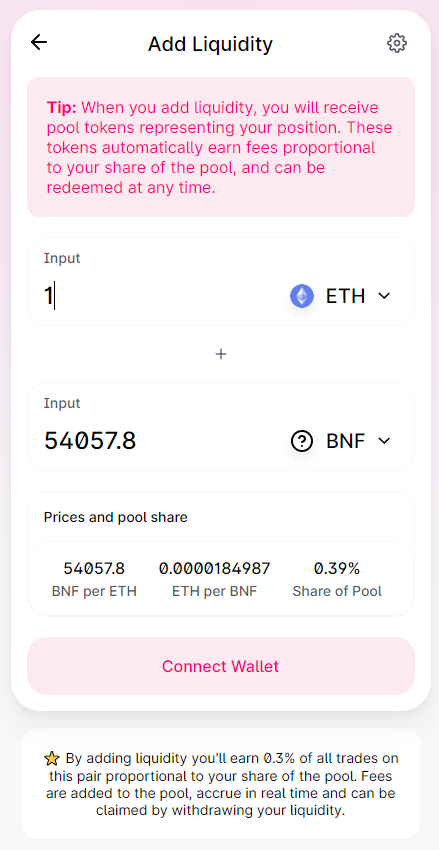 Add Liquidity
Tip: When you add liquidity, you will receive
pool tokens representing your position. These
tokens automatically earn fees proportional
to your share of the pool, and can be
redeemed at any time.
Input
1 ETH
+
Input
54057.8 BNF
Prices and pool share
54057.8 0.0000184987 0.39%
BNF per ETH ETH per BNF Share of Pool
Connect Wallet
⭐ By adding liquidity you'll earn 0.3% of all trades on
this pair proportional to your share of the pool. Fees
are added to the pool, accrue in real time and can be
claimed by withdrawing your liquidity.